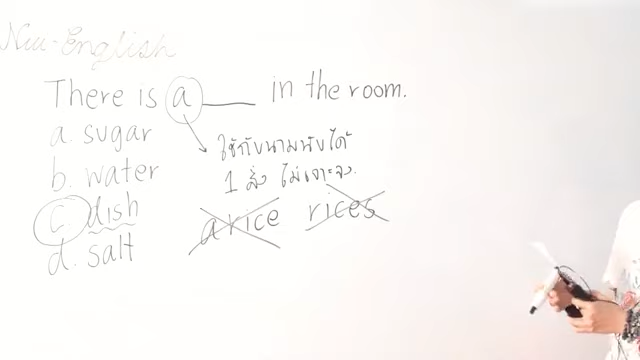 Niu-English
There is a ___ in the room.
a. sugar
b. water
c. dish
d. salt
ใช้กับนามนับได้
1 สิ่ง ไม่เจาะจง
a rice rices